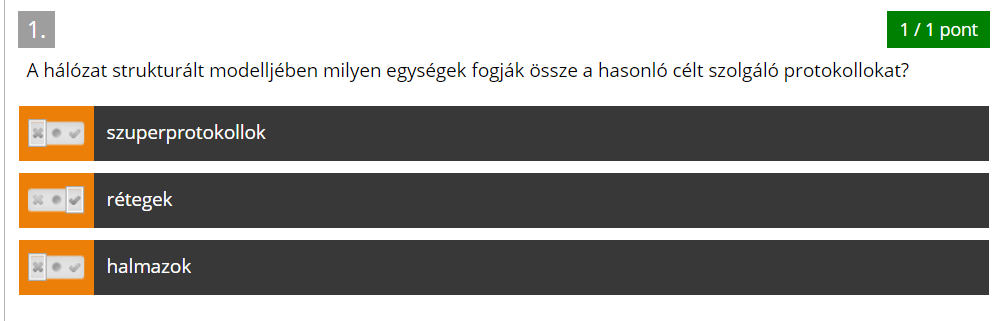 1.
1 / 1 pont
A hálózat strukturált modelljében milyen egységek fogják össze a hasonló célt szolgáló protokollokat?
szuperprotokollok
rétegek
halmazok